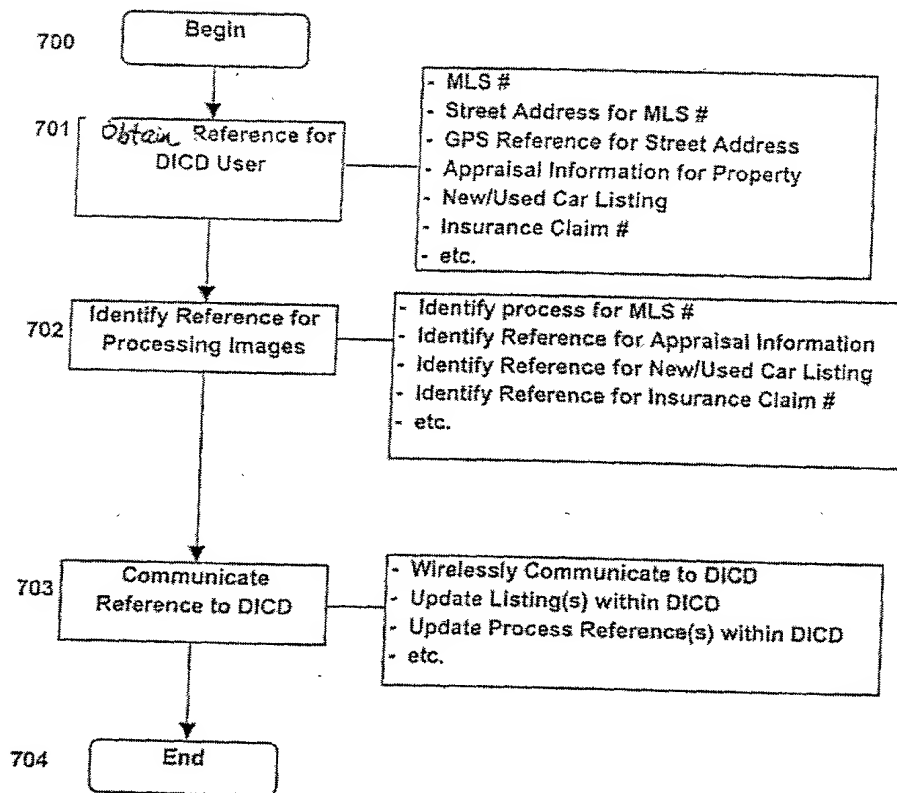 700
Begin
701
Obtain Reference for
DICD User
- MLS #
- Street Address for MLS #
- GPS Reference for Street Address
- Appraisal Information for Property
- New/Used Car Listing
- Insurance Claim #
- etc.
702
Identify Reference for
Processing Images
- Identify process for MLS #
- Identify Reference for Appraisal Information
- Identify Reference for New/Used Car Listing
- Identify Reference for Insurance Claim #
- etc.
703
Communicate
Reference to DICD
- Wirelessly Communicate to DICD
- Update Listing(s) within DICD
- Update Process Reference(s) within DICD
- etc.
704
End